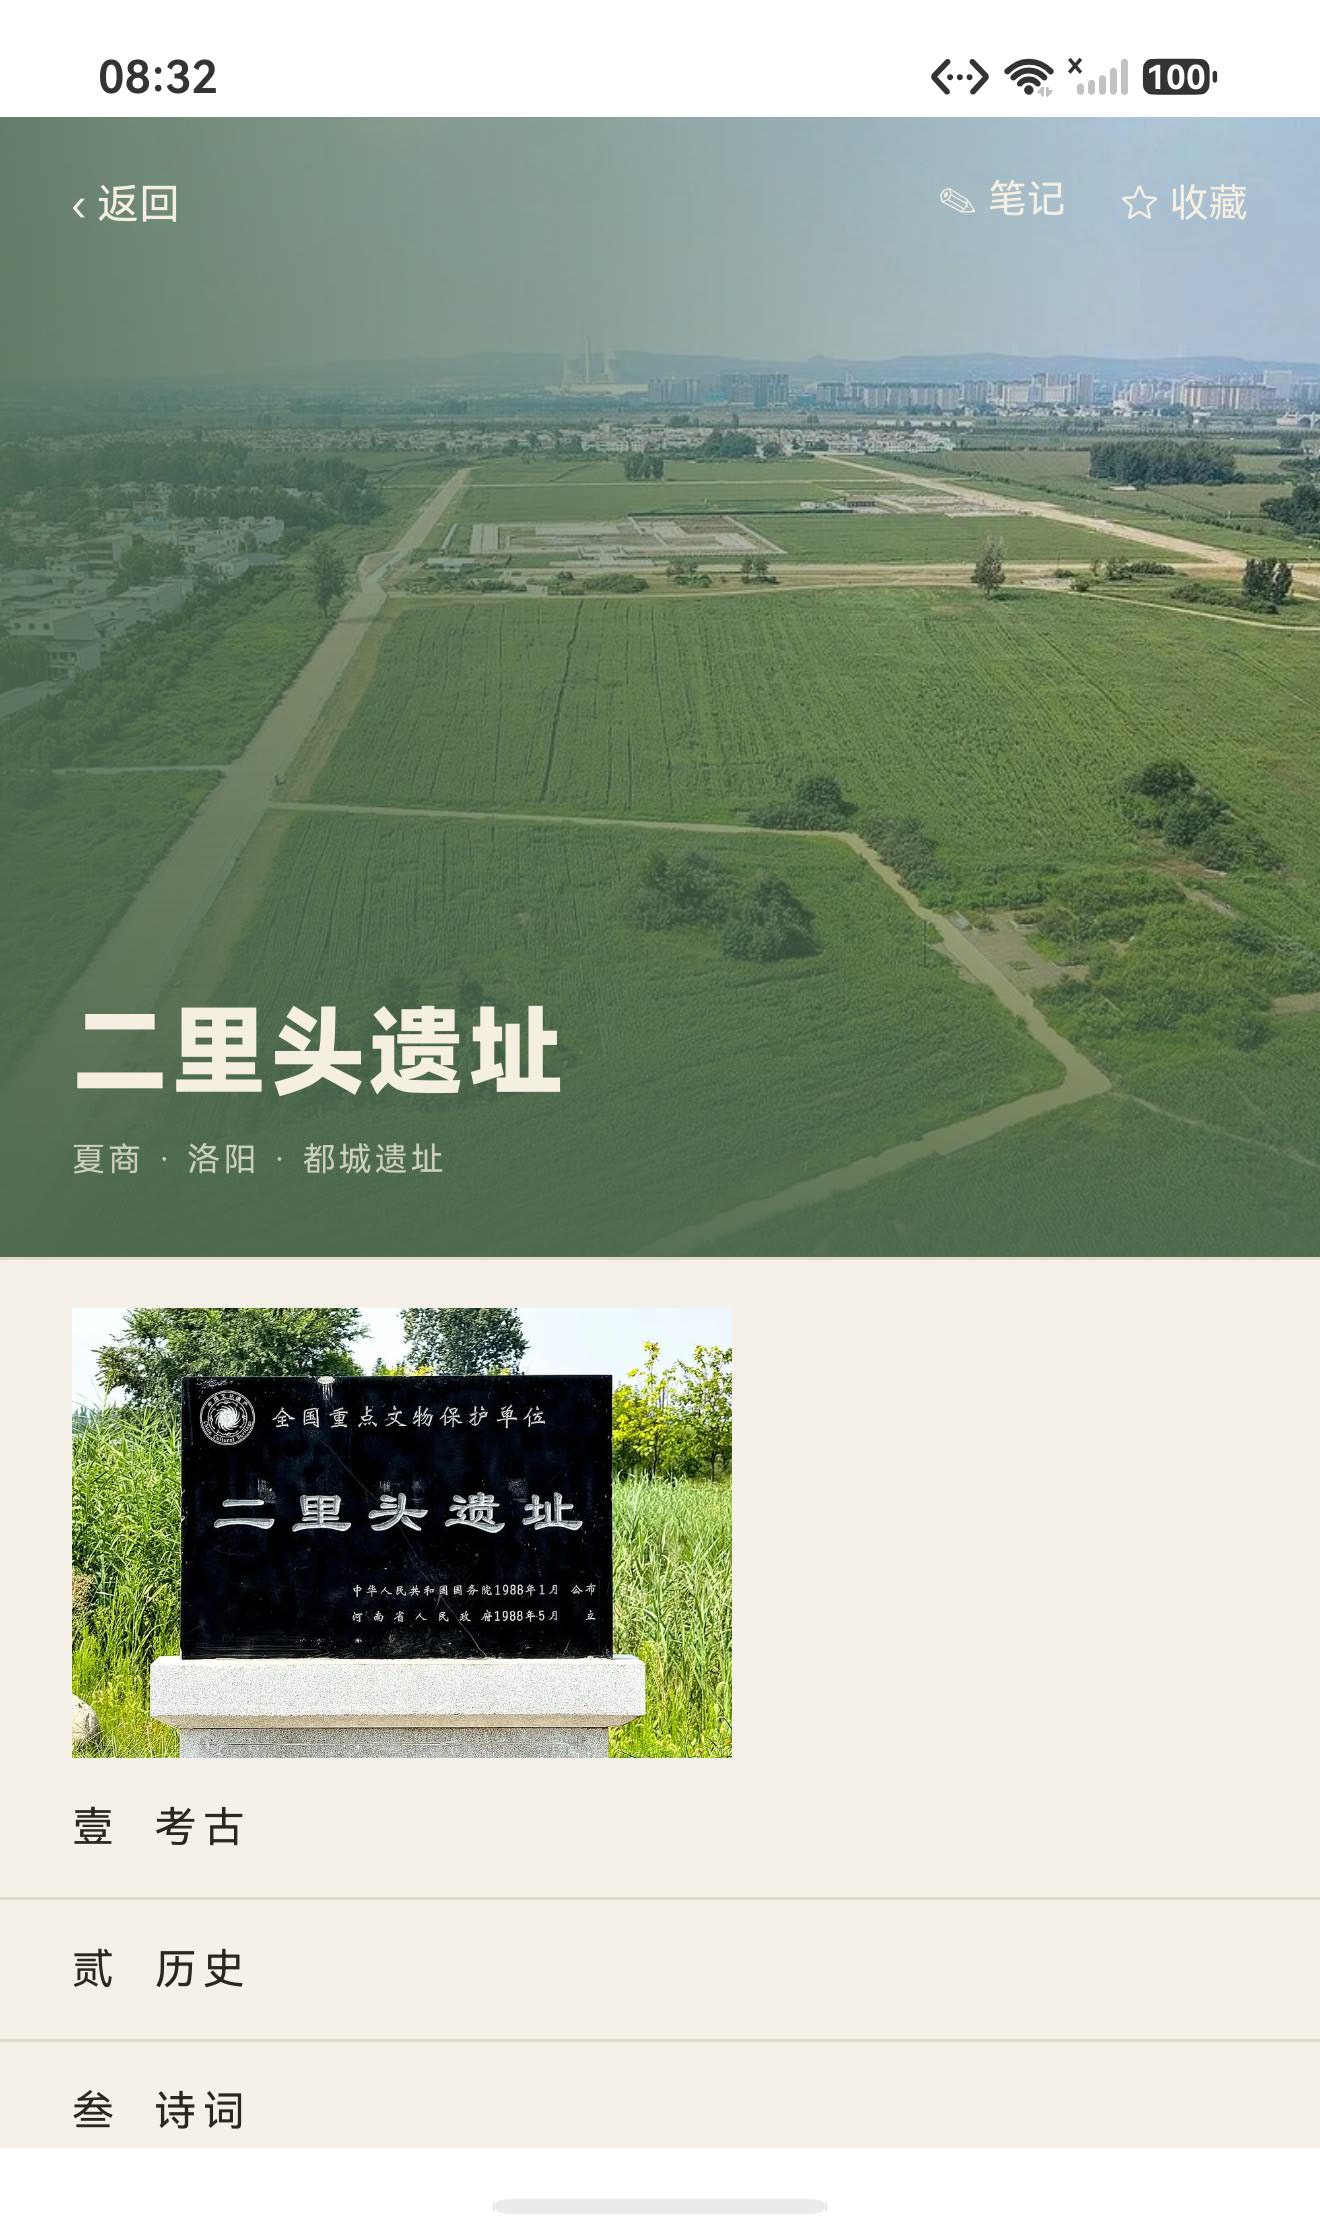 08:32
100
‹ 返回
笔记
收藏
二里头遗址
夏商 · 洛阳 · 都城遗址
全国重点文物保护单位
二里头遗址
中华人民共和国国务院1988年1月 公布
河南省人民政府1988年5月 立
壹 考古
贰 历史
叁 诗词